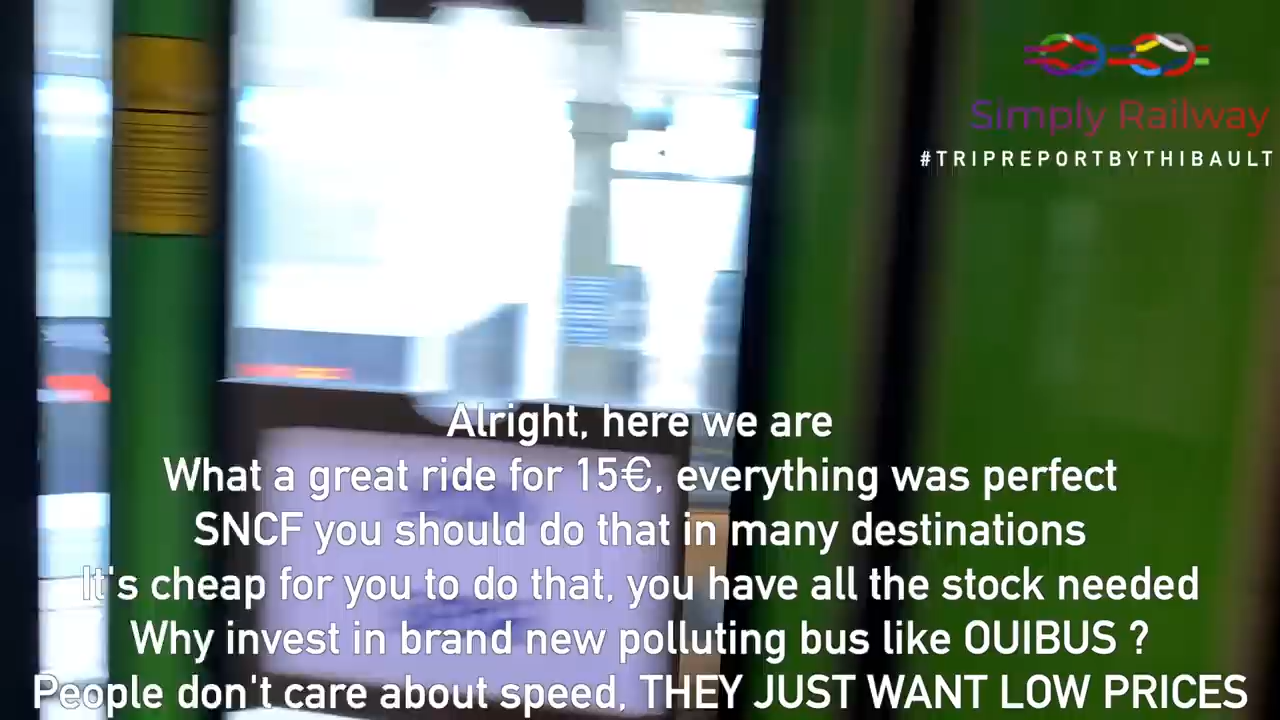 Simply Railway
#TRIPREPORTBYTHIBAULT
Alright, here we are
What a great ride for 15€, everything was perfect
SNCF you should do that in many destinations
It's cheap for you to do that, you have all the stock needed
Why invest in brand new polluting bus like OUIBUS ?
People don't care about speed, THEY JUST WANT LOW PRICES